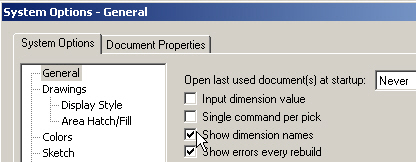 System Options - General
System Options Document Properties
General
Open last used document(s) at startup: Never
Drawings
Input dimension value
Display Style
Single command per pick
Area Hatch/Fill
Show dimension names
Colors
Show errors every rebuild
Sketch